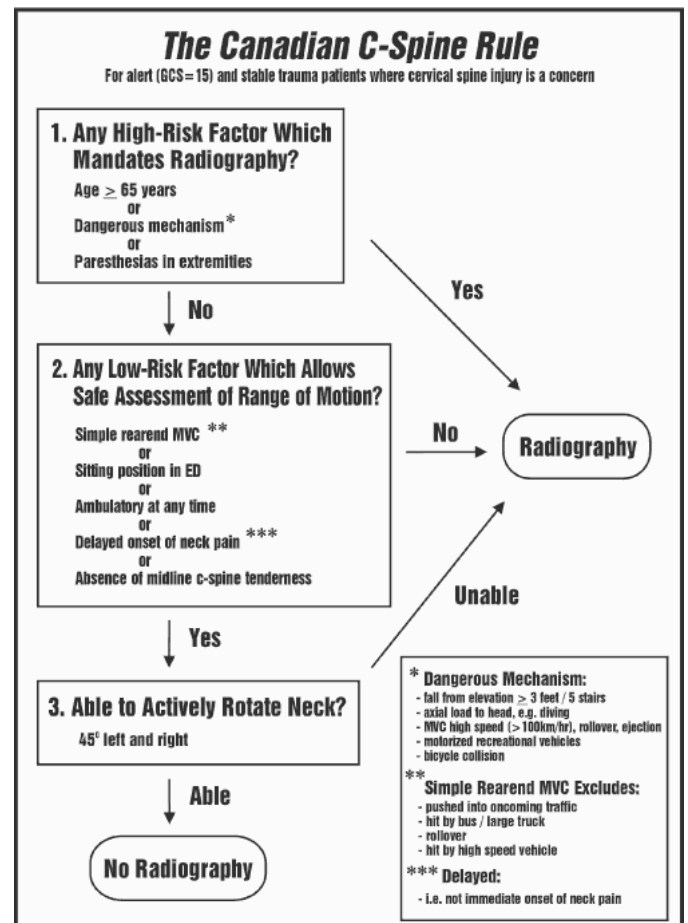 The Canadian C-Spine Rule
For alert (GCS=15) and stable trauma patients where cervical spine injury is a concern
1. Any High-Risk Factor Which
Mandates Radiography?
Age ≥ 65 years
or
Dangerous mechanism*
or
Paresthesias in extremities
Yes
No
2. Any Low-Risk Factor Which Allows
Safe Assessment of Range of Motion?
Simple rearend MVC **
or
Sitting position in ED
or
Ambulatory at any time
or
Delayed onset of neck pain ***
or
Absence of midline c-spine tenderness
No
Radiography
Yes
Unable
3. Able to Actively Rotate Neck?
45° left and right
Able
No Radiography
* Dangerous Mechanism:
- fall from elevation ≥ 3 feet / 5 stairs
- axial load to head, e.g. diving
- MVC high speed (>100km/hr), rollover, ejection
- motorized recreational vehicles
- bicycle collision
** Simple Rearend MVC Excludes:
- pushed into oncoming traffic
- hit by bus / large truck
- rollover
- hit by high speed vehicle
*** Delayed:
- i.e. not immediate onset of neck pain